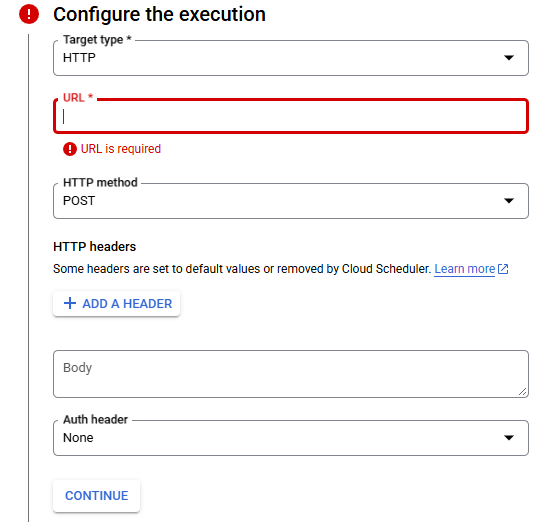 Configure the execution
Target type *
HTTP
URL *
URL is required
HTTP method
POST
HTTP headers
Some headers are set to default values or removed by Cloud Scheduler. Learn more
ADD A HEADER
Body
Auth header
None
CONTINUE